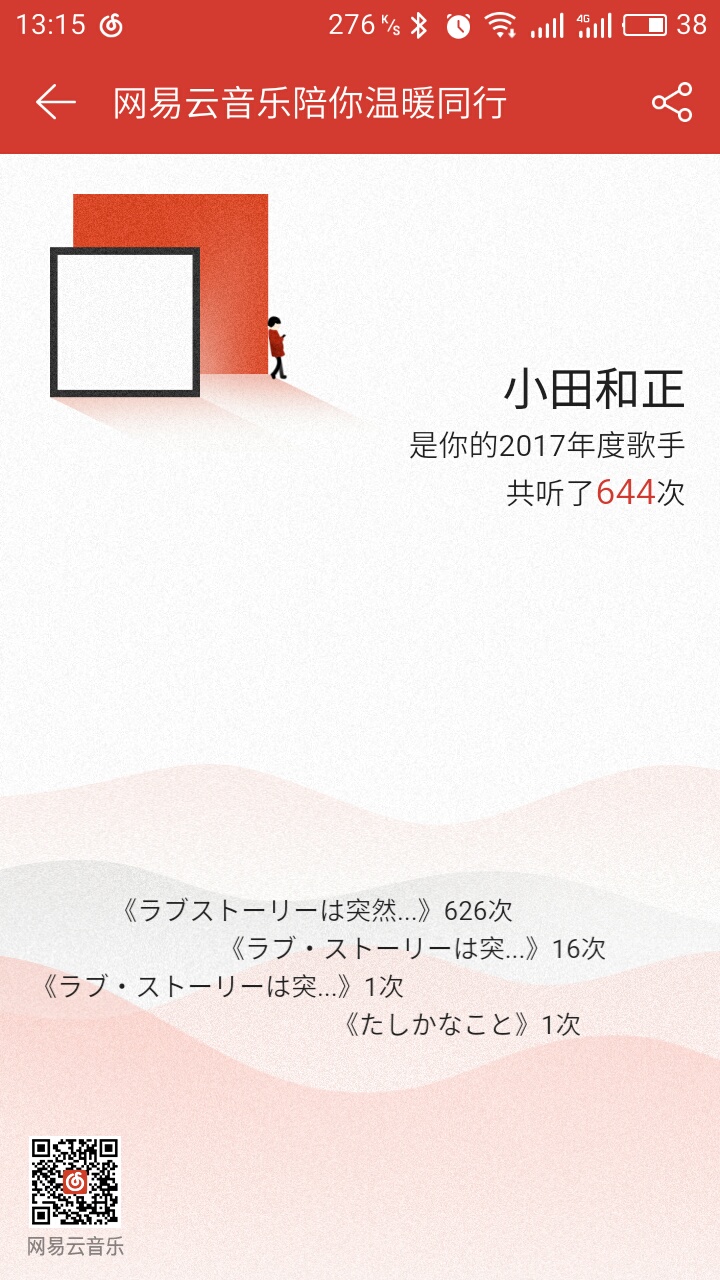 13:15 276 K/s 4G 38
网易云音乐陪你温暖同行
小田和正
是你的2017年度歌手
共听了644次
《ラブストーリーは突然...》626次
《ラブ・ストーリーは突...》16次
《ラブ・ストーリーは突...》1次
《たしかなこと》1次
网易云音乐